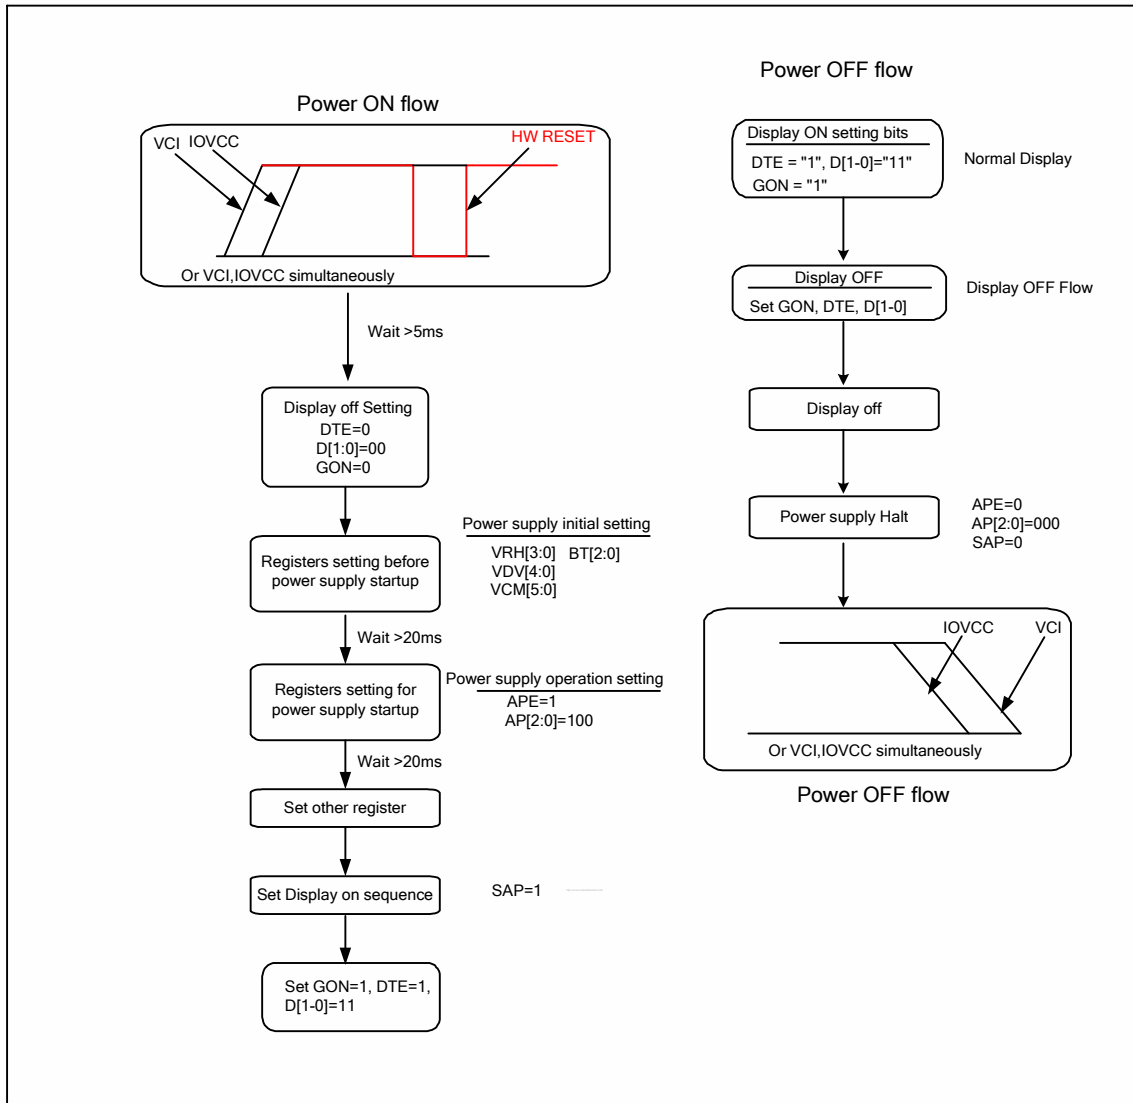 Power ON flow
VCI
IOVCC
HW RESET
Or VCI,IOVCC simultaneously
Wait >5ms
Display off Setting
DTE=0
D[1:0]=00
GON=0
Registers setting before
power supply startup
Power supply initial setting
VRH[3:0] BT[2:0]
VDV[4:0]
VCM[5:0]
Wait >20ms
Registers setting for
power supply startup
Power supply operation setting
APE=1
AP[2:0]=100
Wait >20ms
Set other register
Set Display on sequence
SAP=1
Set GON=1, DTE=1,
D[1-0]=11
Power OFF flow
Display ON setting bits
DTE = "1", D[1-0]="11"
GON = "1"
Normal Display
Display OFF
Set GON, DTE, D[1-0]
Display OFF Flow
Display off
Power supply Halt
APE=0
AP[2:0]=000
SAP=0
IOVCC
VCI
Or VCI,IOVCC simultaneously
Power OFF flow